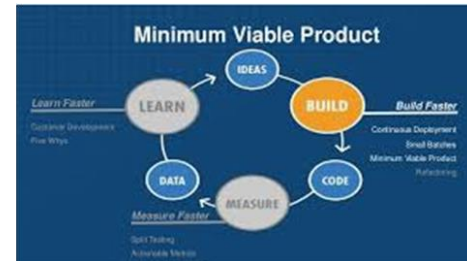 Minimum Viable Product
IDEAS
Learn Faster
LEARN
BUILD
Build Faster
Customer Development
Five Whys
Continuous Deployment
Small Batches
Minimum Viable Product
Refactoring
DATA
CODE
MEASURE
Measure Faster
Split Testing
Actionable Metrics